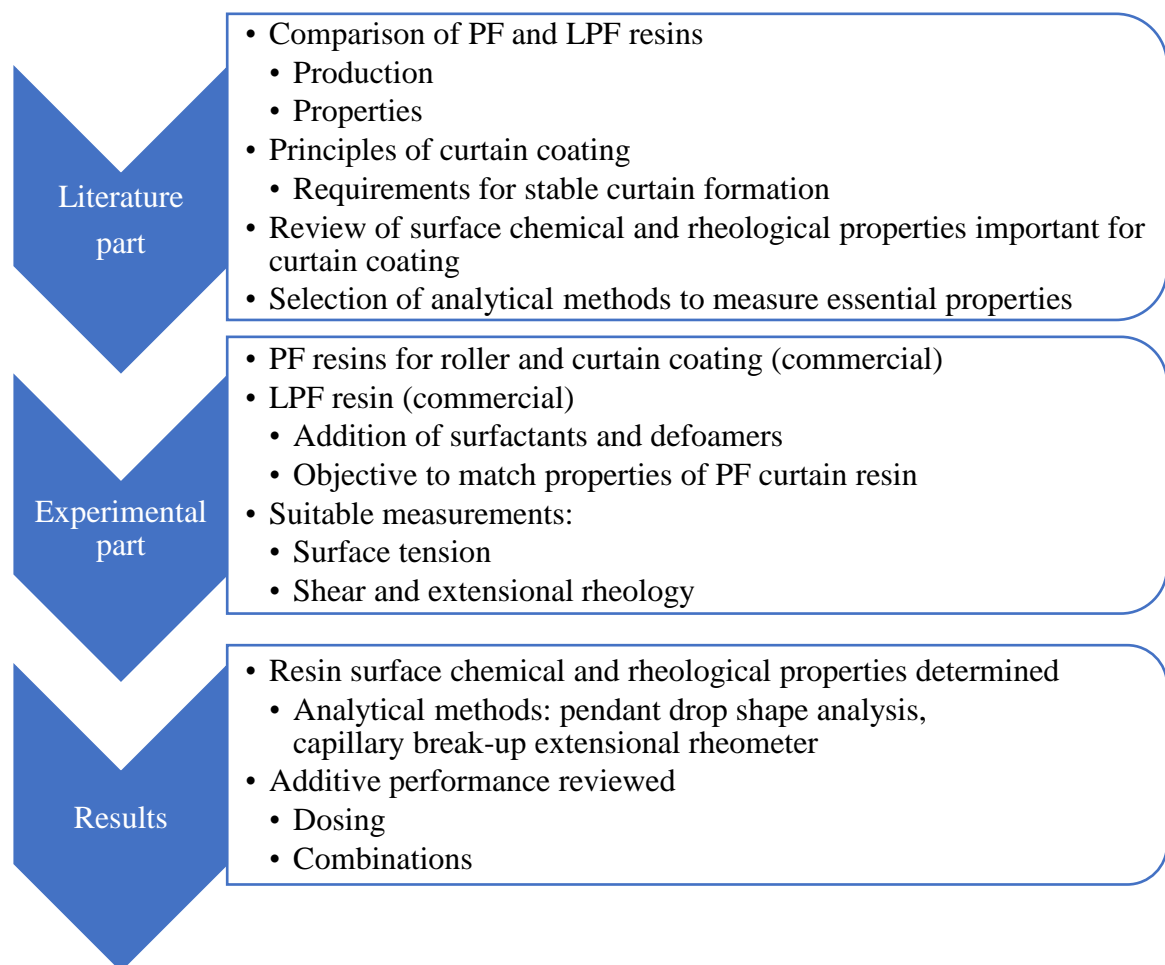 Literature
part
• Comparison of PF and LPF resins
• Production
• Properties
• Principles of curtain coating
• Requirements for stable curtain formation
• Review of surface chemical and rheological properties important for
curtain coating
• Selection of analytical methods to measure essential properties
Experimental
part
• PF resins for roller and curtain coating (commercial)
• LPF resin (commercial)
• Addition of surfactants and defoamers
• Objective to match properties of PF curtain resin
• Suitable measurements:
• Surface tension
• Shear and extensional rheology
Results
• Resin surface chemical and rheological properties determined
• Analytical methods: pendant drop shape analysis,
capillary break-up extensional rheometer
• Additive performance reviewed
• Dosing
• Combinations